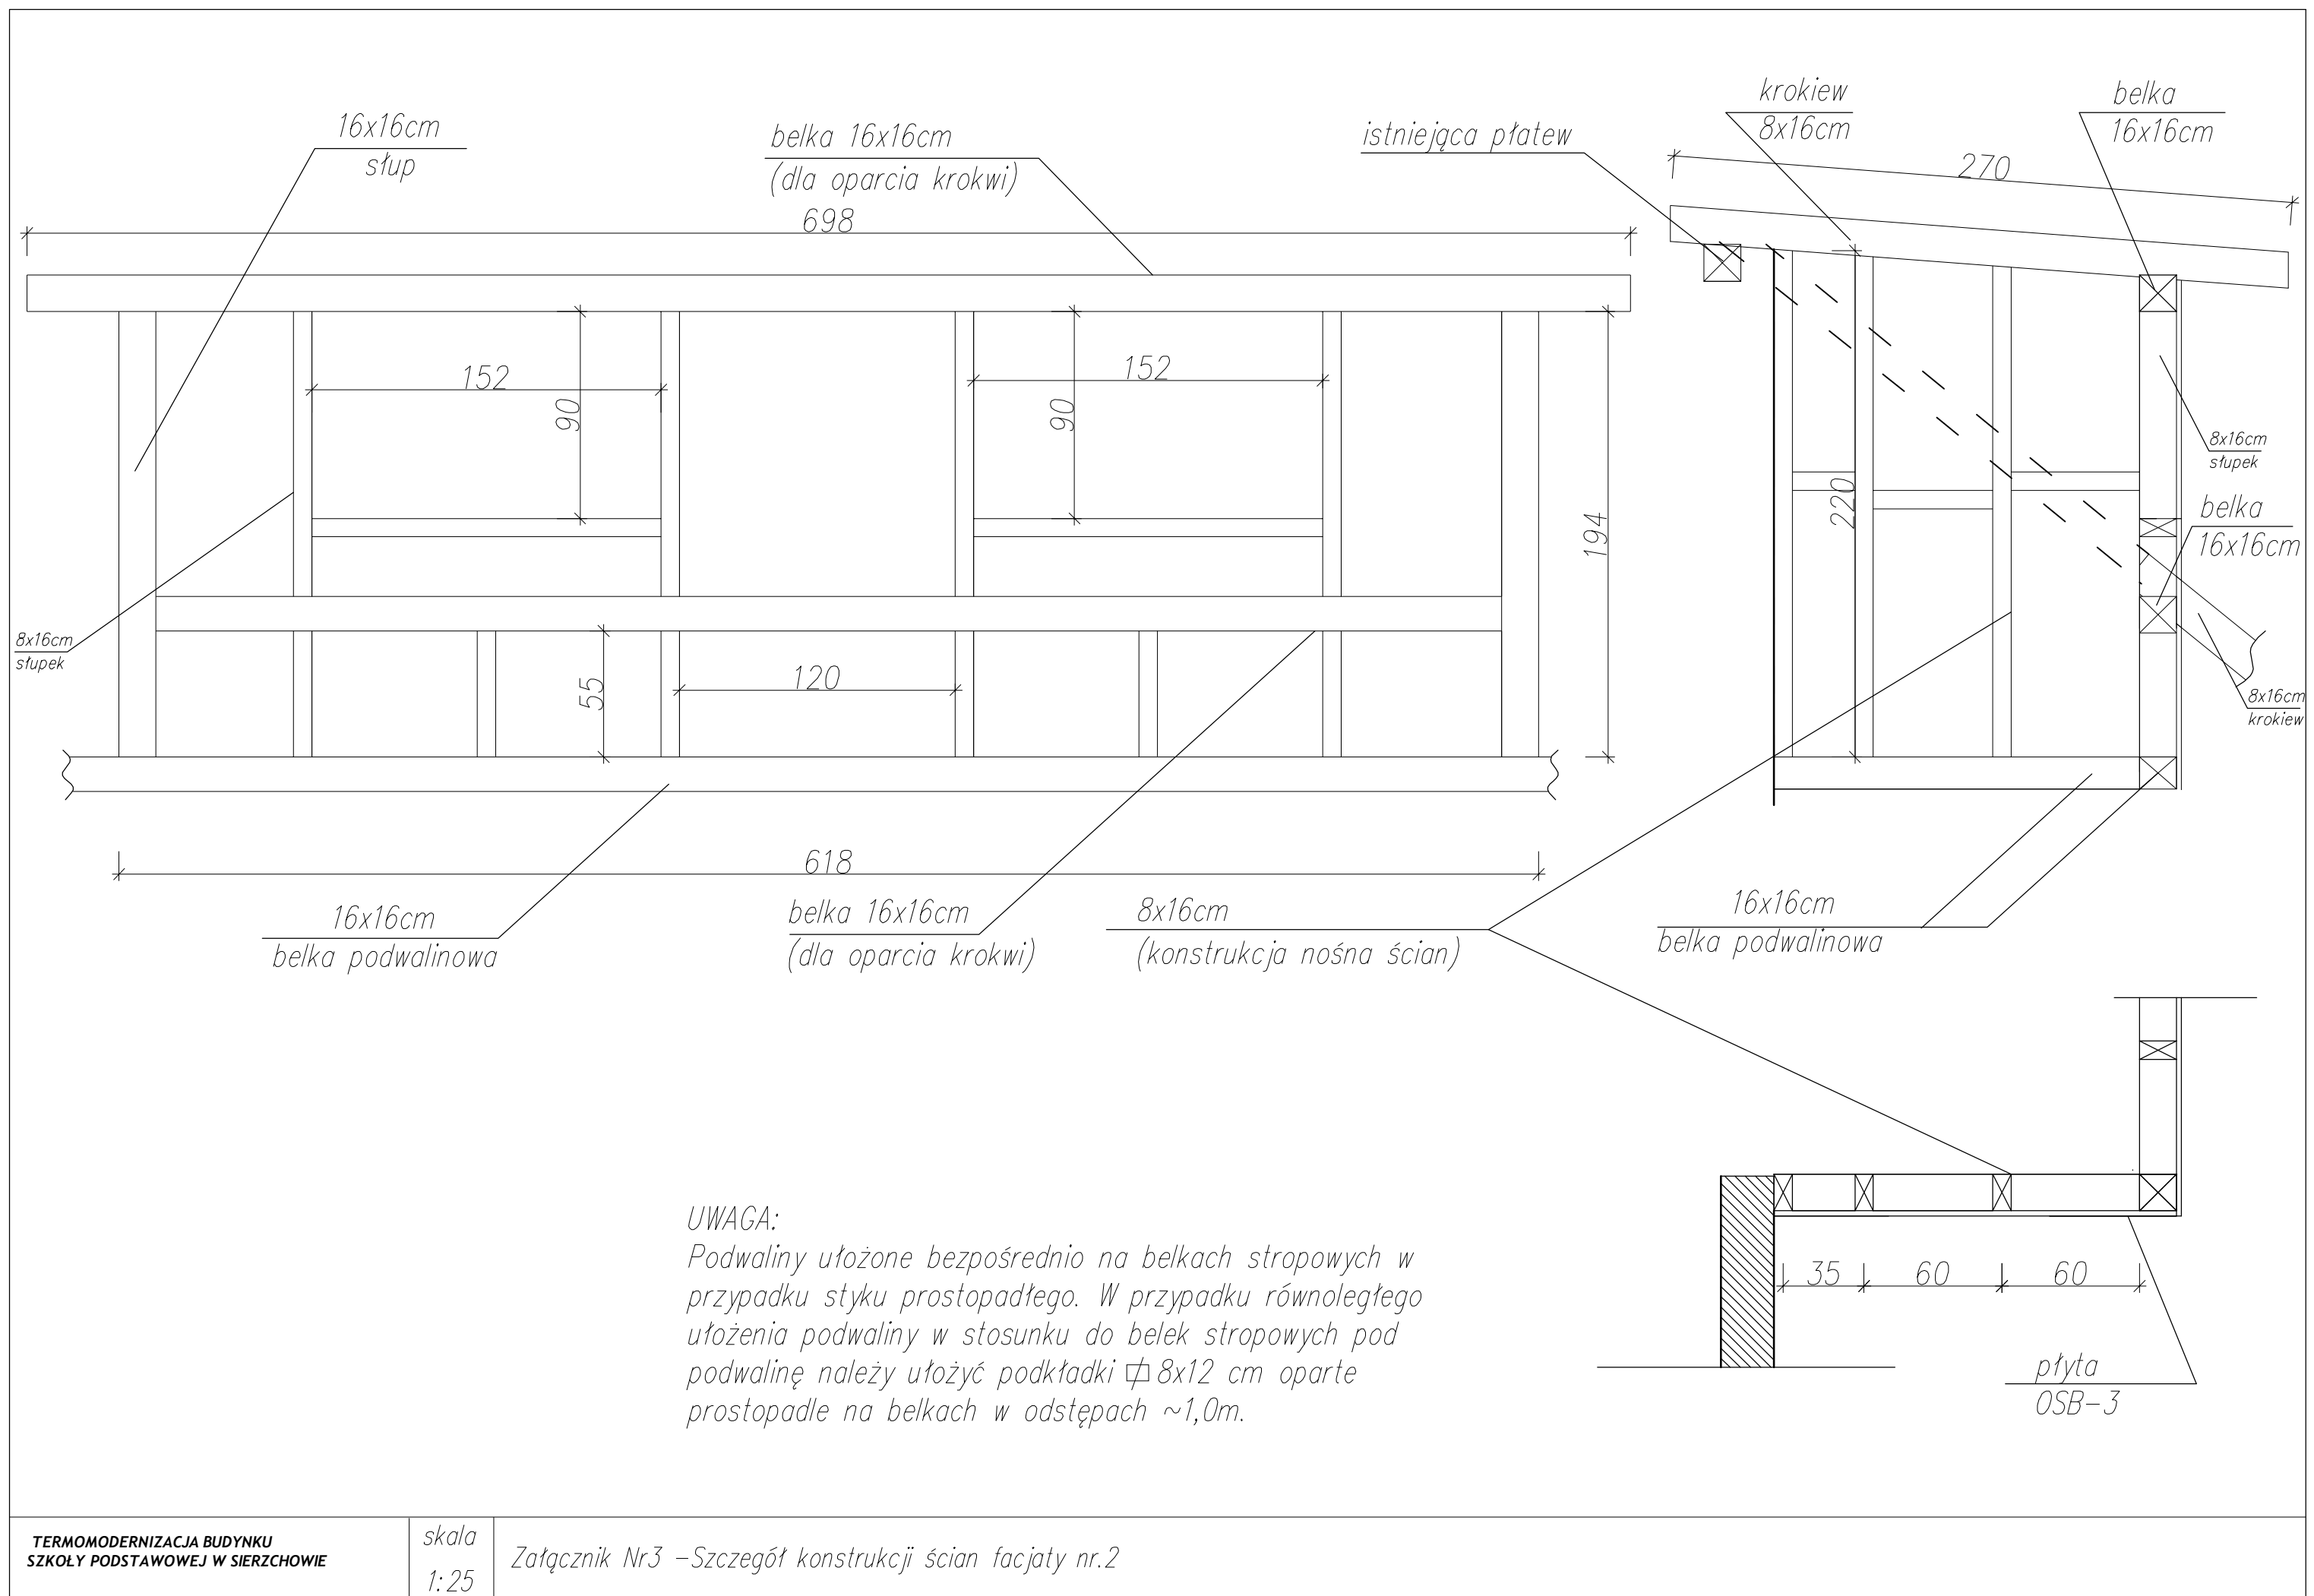 16x16cm
słup
belka 16x16cm
(dla oparcia krokwi)
698
istniejąca płatew
krokiew
8x16cm
belka
16x16cm
270
152
90
152
90
194
220
8x16cm
słupek
belka
16x16cm
8x16cm
słupek
55
120
8x16cm
krokiew
618
16x16cm
belka podwalinowa
belka 16x16cm
(dla oparcia krokwi)
8x16cm
(konstrukcja nośna ścian)
16x16cm
belka podwalinowa
35
60
60
płyta
OSB-3
UWAGA:
Podwaliny ułożone bezpośrednio na belkach stropowych w
przypadku styku prostopadłego. W przypadku równoległego
ułożenia podwaliny w stosunku do belek stropowych pod
podwalinę należy ułożyć podkładki 8x12 cm oparte
prostopadle na belkach w odstępach ~1,0m.
TERMOMODERNIZACJA BUDYNKU
SZKOŁY PODSTAWOWEJ W SIERZCHOWIE
skala
1:25
Załącznik Nr3 -Szczegół konstrukcji ścian facjaty nr.2